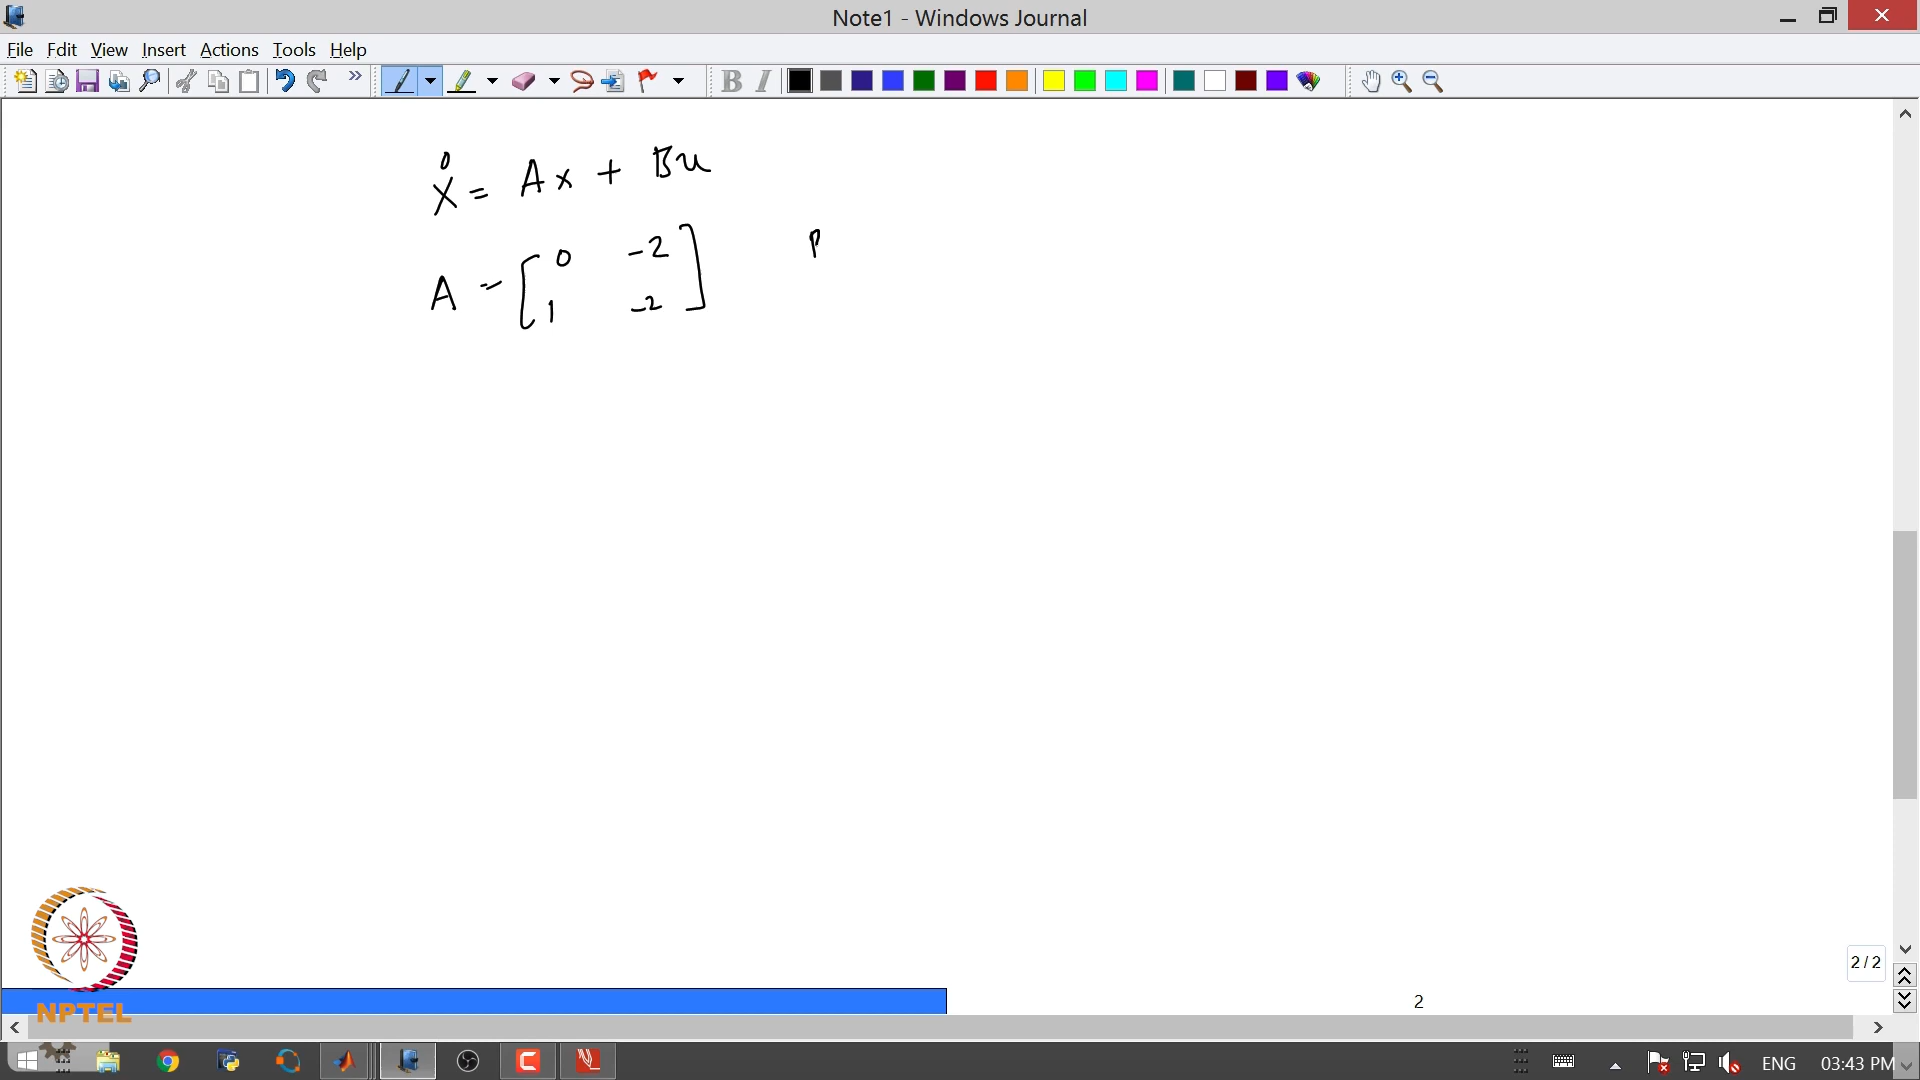 Note1 - Windows Journal
File Edit View Insert Actions Tools Help
B I
ẋ = Ax + Bu
A = [0 -2
1 -2]
2 / 2
2
NPTEL
ENG 03:43 PM